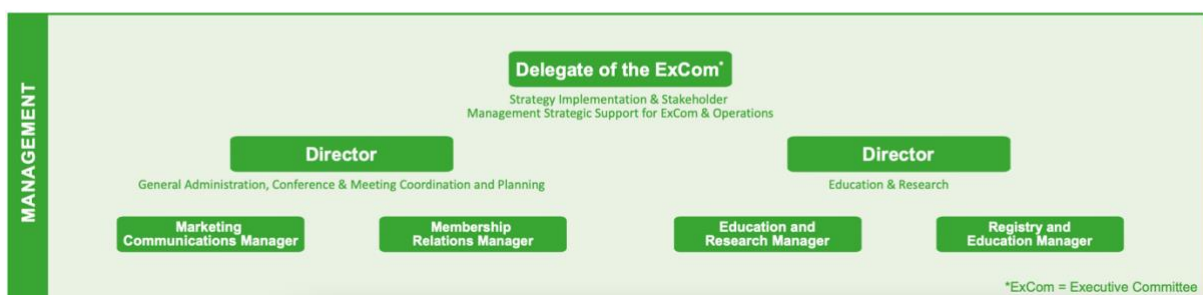 MANAGEMENT
Delegate of the ExCom*
Strategy Implementation & Stakeholder
Management Strategic Support for ExCom & Operations
Director
General Administration, Conference & Meeting Coordination and Planning
Director
Education & Research
Marketing
Communications Manager
Membership
Relations Manager
Education and
Research Manager
Registry and
Education Manager
*ExCom = Executive Committee